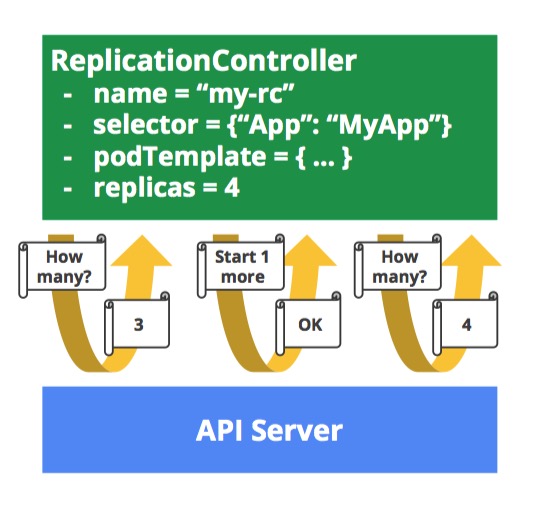 ReplicationController
- name = “my-rc”
- selector = {“App”: “MyApp”}
- podTemplate = { ... }
- replicas = 4
How
many?
3
Start 1
more
OK
How
many?
4
API Server